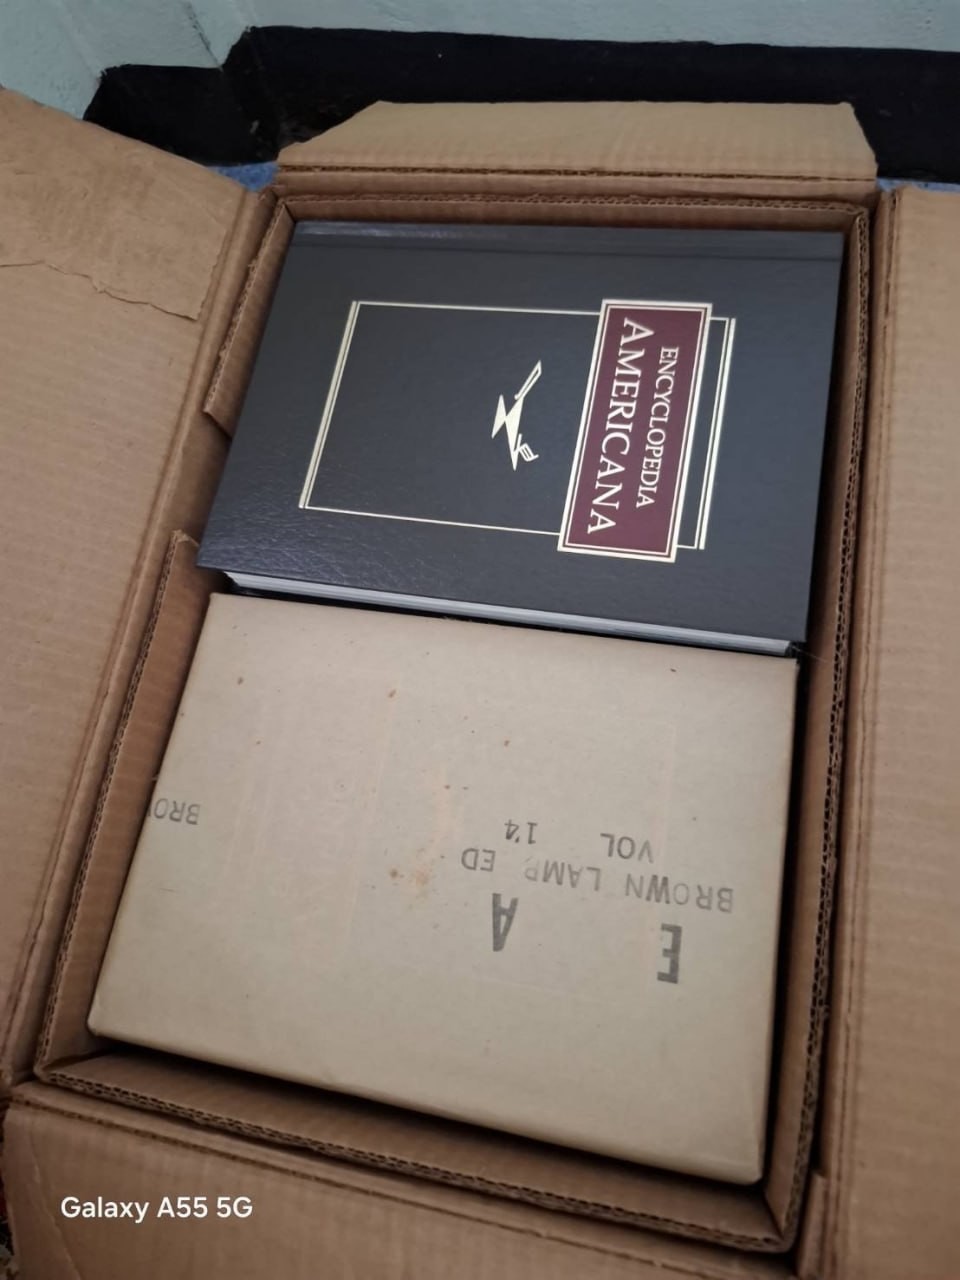 ENCYCLOPEDIA
AMERICANA
E A
BROWN LAMP ED
VOL 14
BRO
Galaxy A55 5G